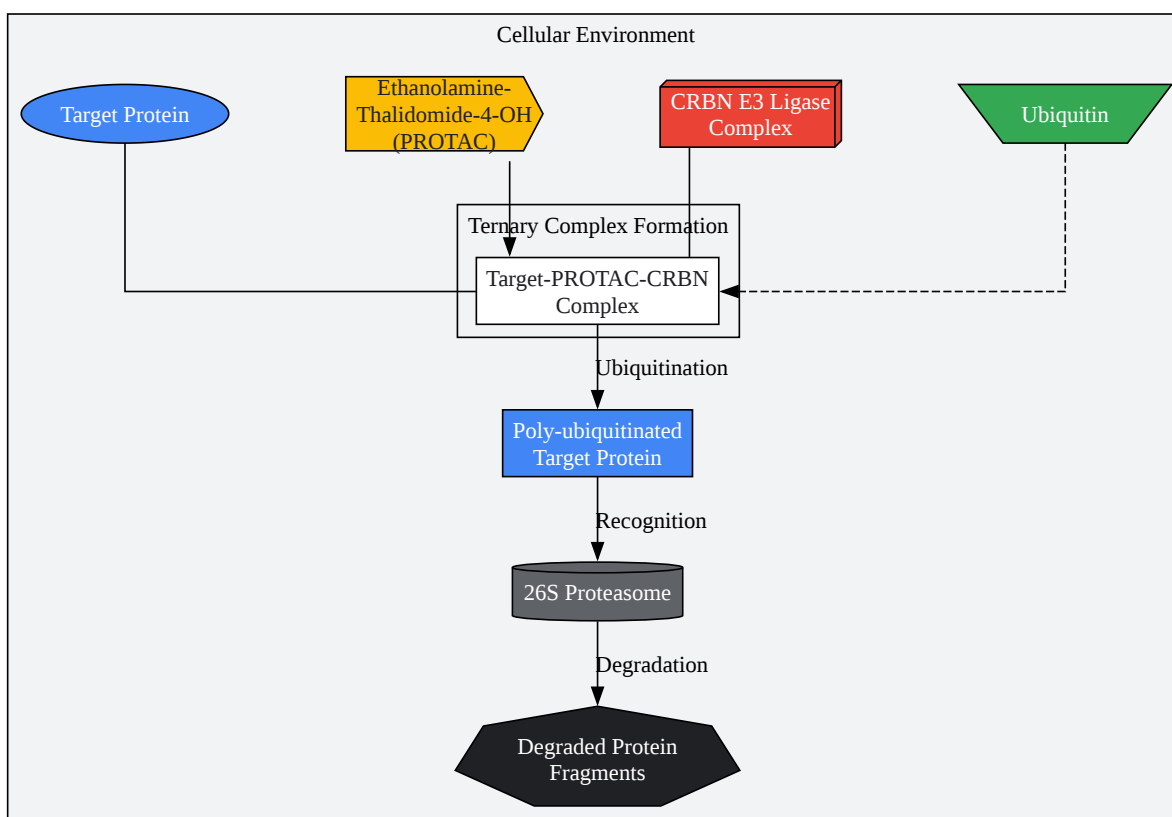 Cellular Environment
Target Protein
Ethanolamine-
Thalidomide-4-OH
(PROTAC)
CRBN E3 Ligase
Complex
Ubiquitin
Ternary Complex Formation
Target-PROTAC-CRBN
Complex
Ubiquitination
Poly-ubiquitinated
Target Protein
Recognition
26S Proteasome
Degradation
Degraded Protein
Fragments